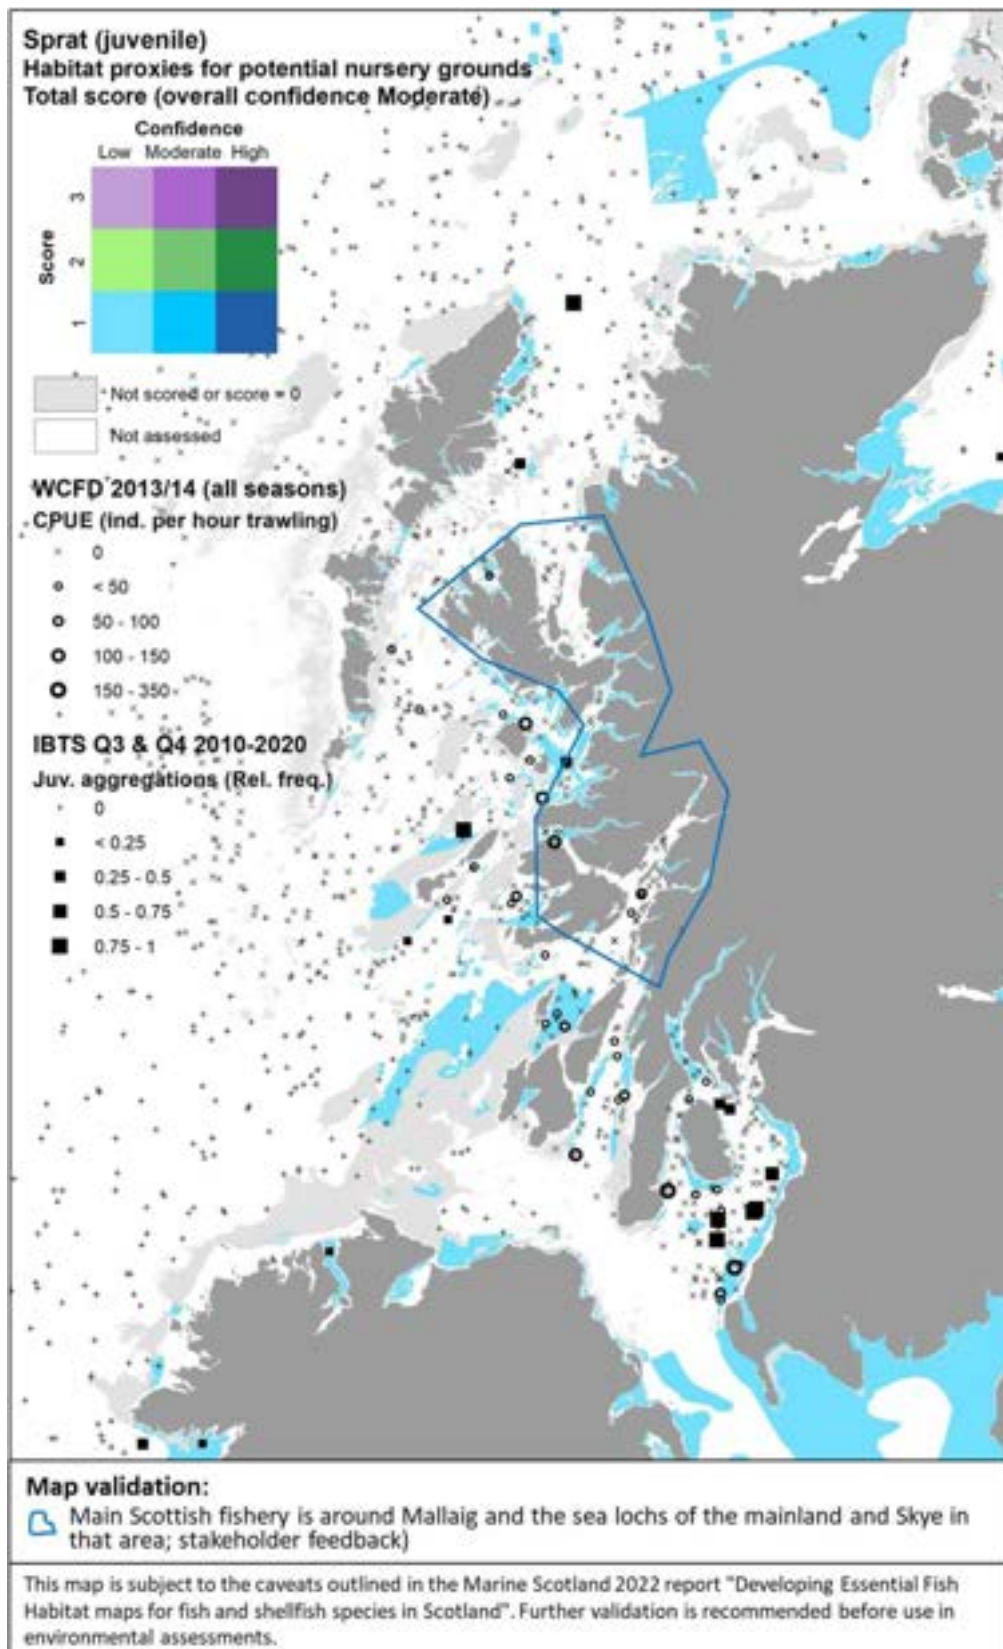 Sprat (juvenile)
Habitat proxies for potential nursery grounds
Total score (overall confidence Moderate)
Confidence
Low Moderate High
Score
3
2
1
Not scored or score = 0
Not assessed
WCFD 2013/14 (all seasons)
CPUE (ind. per hour trawling)
0
< 50
50 - 100
100 - 150
150 - 350
IBTS Q3 & Q4 2010-2020
Juv. aggregations (Rel. freq.)
0
< 0.25
0.25 - 0.5
0.5 - 0.75
0.75 - 1
Map validation:
Main Scottish fishery is around Mallaig and the sea lochs of the mainland and Skye in
that area; stakeholder feedback)
This map is subject to the caveats outlined in the Marine Scotland 2022 report "Developing Essential Fish
Habitat maps for fish and shellfish species in Scotland". Further validation is recommended before use in
environmental assessments.